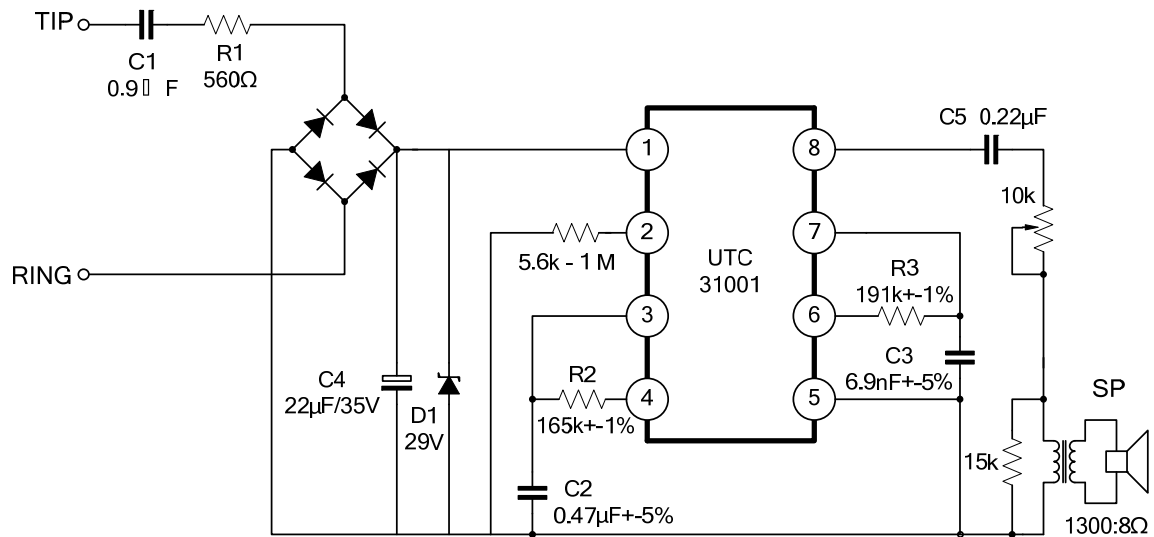 TIP
C1
0.9▯ F
R1
560Ω
RING
C4
22µF/35V
D1
29V
1
2
3
4
5.6k - 1 M
R2
165k+-1%
C2
0.47µF+-5%
UTC
31001
8
7
6
5
R3
191k+-1%
C3
6.9nF+-5%
C5 0.22µF
10k
15k
SP
1300:8Ω